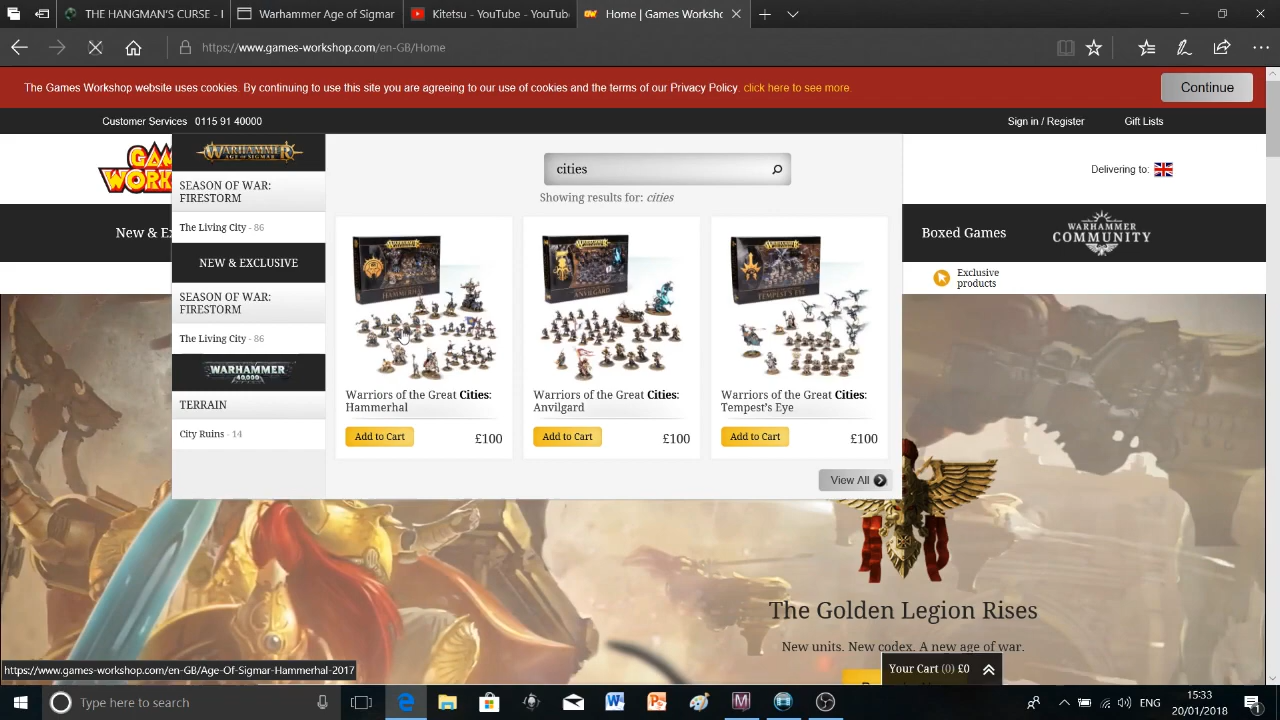 THE HANGMAN'S CURSE - I
Warhammer Age of Sigmar
Kitetsu - YouTube - YouTub
Home | Games Worksho
https://www.games-workshop.com/en-GB/Home
The Games Workshop website uses cookies. By continuing to use this site you are agreeing to our use of cookies and the terms of our Privacy Policy. click here to see more.
Continue
Customer Services 0115 91 40000
Sign in / Register
Gift Lists
GAM
WORK
WARHAMMER
AGE OF SIGMAR
cities
Showing results for: cities
Delivering to:
SEASON OF WAR:
FIRESTORM
The Living City - 86
New & Ex
Boxed Games
WARHAMMER
COMMUNITY
NEW & EXCLUSIVE
Exclusive
products
SEASON OF WAR:
FIRESTORM
The Living City - 86
WARHAMMER
40,000
TERRAIN
City Ruins - 14
WARHAMMER
HAMMERHAL
Warriors of the Great Cities:
Hammerhal
Add to Cart
£100
WARHAMMER
ANVILGARD
Warriors of the Great Cities:
Anvilgard
Add to Cart
£100
WARHAMMER
TEMPEST'S EYE
Warriors of the Great Cities:
Tempest's Eye
Add to Cart
£100
View All
The Golden Legion Rises
New units. New codex. A new age of war.
Your Cart (0) £0
https://www.games-workshop.com/en-GB/Age-Of-Sigmar-Hammerhal-2017
Type here to search
ENG
15:33
20/01/2018